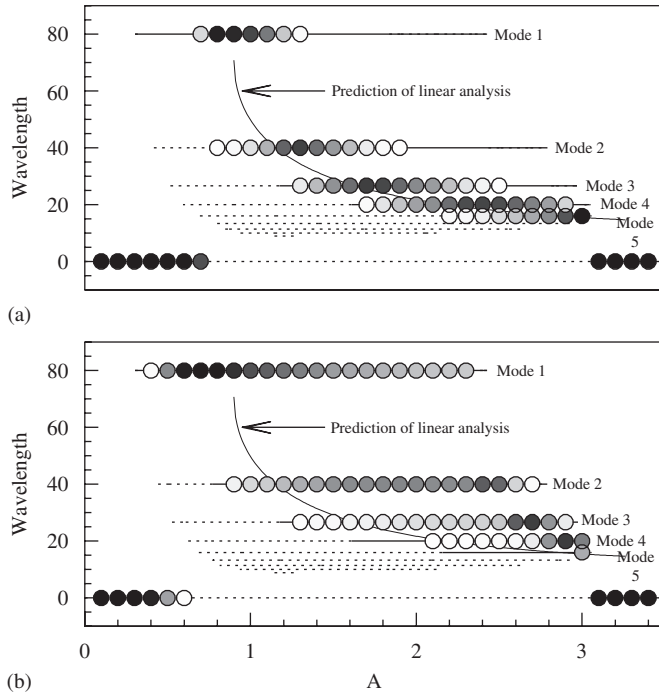 80
Mode 1
60
Prediction of linear analysis
Wavelength
40
Mode 2
Mode 3
20
Mode 4
Mode
5
0
(a)
80
Mode 1
60
Prediction of linear analysis
Wavelength
40
Mode 2
Mode 3
20
Mode 4
Mode
5
0
0
1
2
3
(b)
A